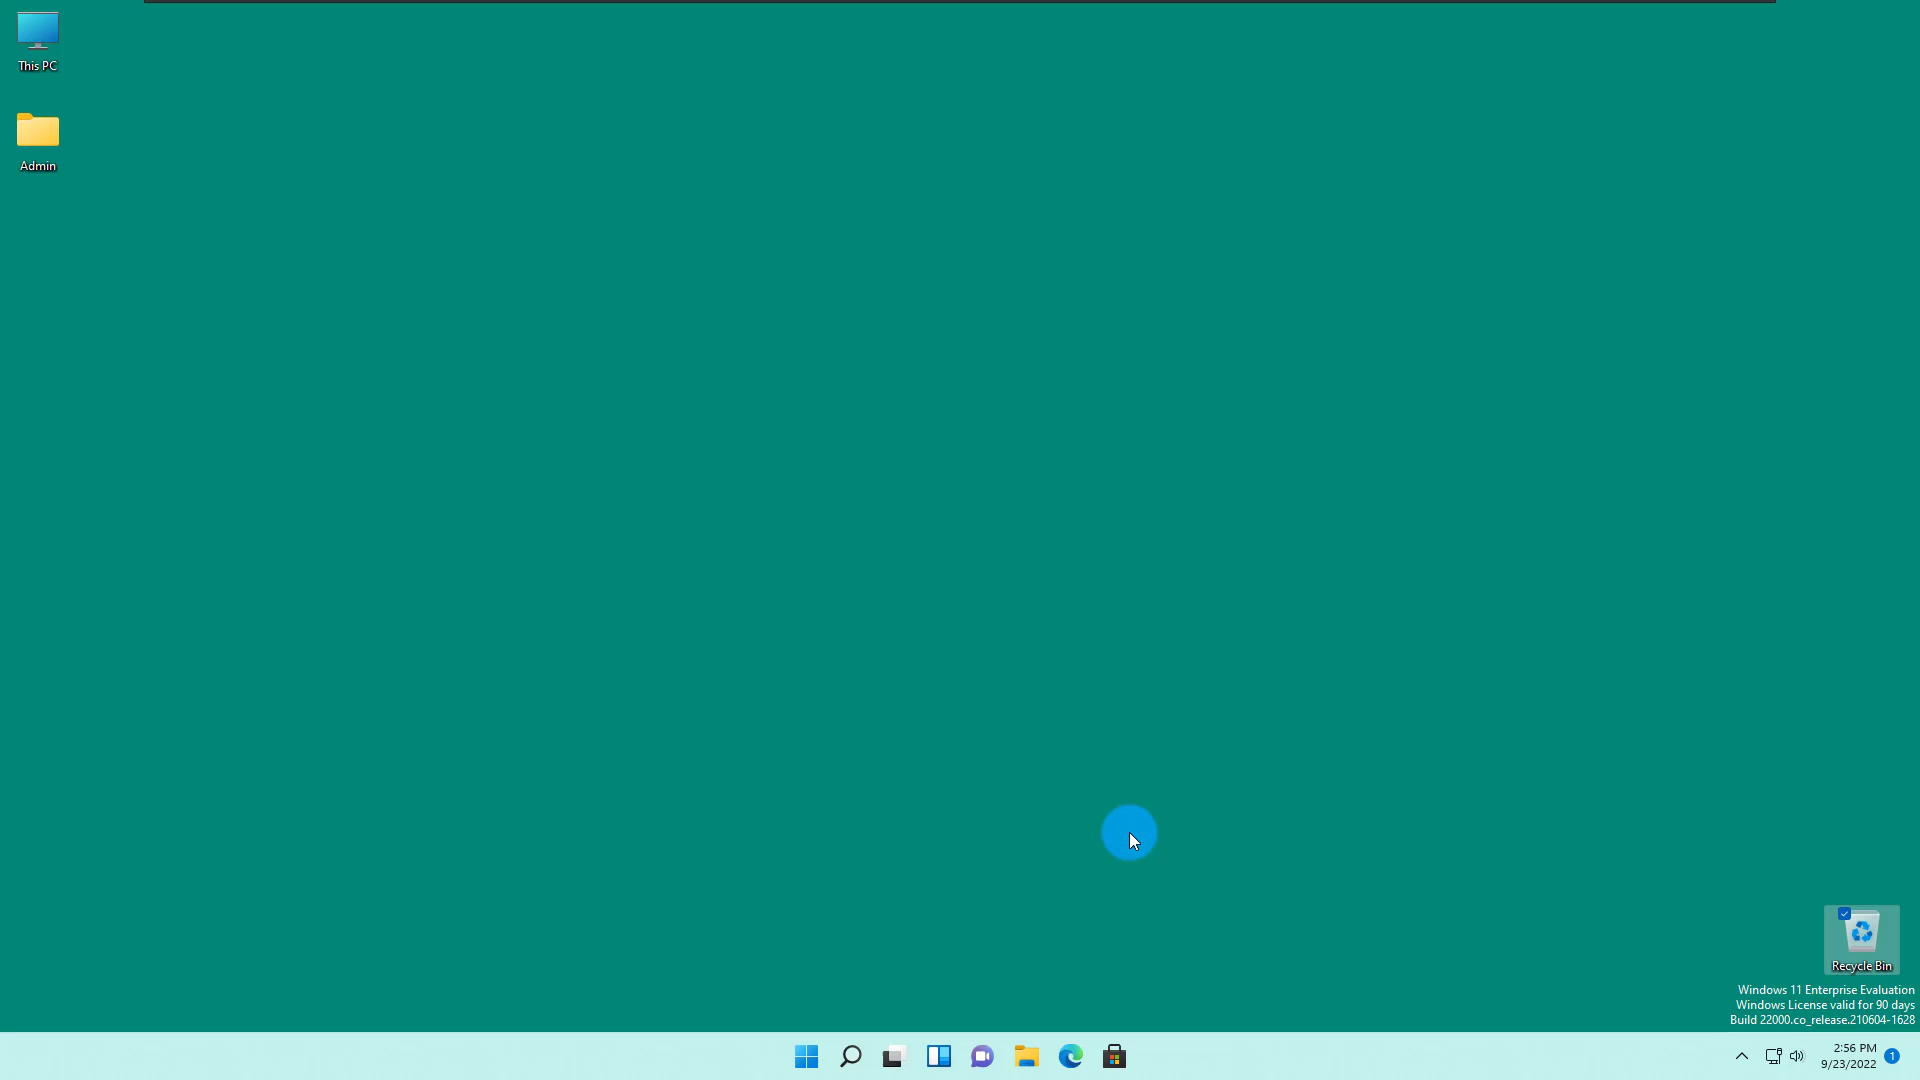 This PC
Admin
Recycle Bin
Windows 11 Enterprise Evaluation
Windows License valid for 90 days
Build 22000.co_release.210604-1628
2:56 PM
9/23/2022
1